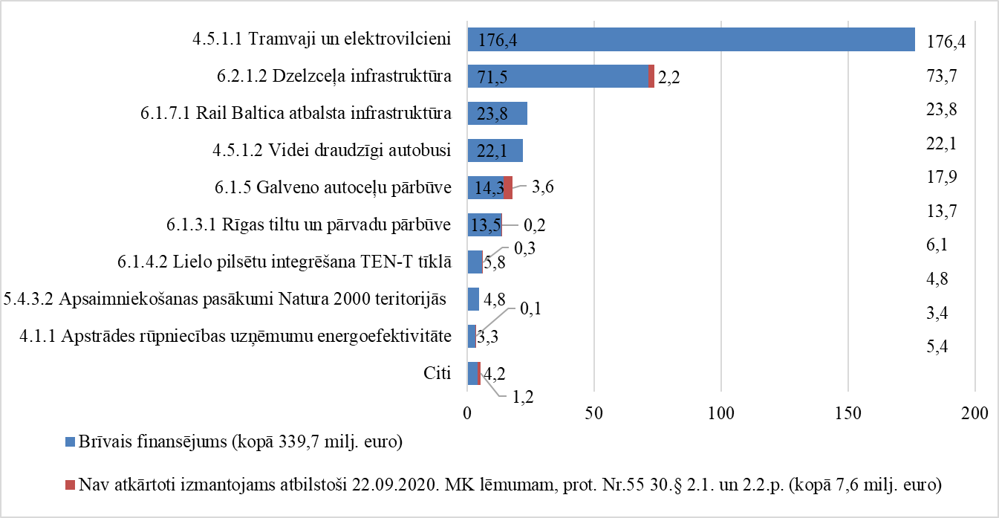 4.5.1.1 Tramvaji un elektrovilcieni 176,4 176,4
6.2.1.2 Dzelzceļa infrastruktūra 71,5 2,2 73,7
6.1.7.1 Rail Baltica atbalsta infrastruktūra 23,8 23,8
4.5.1.2 Videi draudzīgi autobusi 22,1 22,1
6.1.5 Galveno autoceļu pārbūve 14,3 3,6 17,9
6.1.3.1 Rīgas tiltu un pārvadu pārbūve 13,5 0,2 13,7
6.1.4.2 Lielo pilsētu integrēšana TEN-T tīklā 5,8 0,3 6,1
5.4.3.2 Apsaimniekošanas pasākumi Natura 2000 teritorijās 4,8 4,8
4.1.1 Apstrādes rūpniecības uzņēmumu energoefektivitāte 3,3 0,1 3,4
Citi 4,2 1,2 5,4
0 50 100 150 200
Brīvais finansējums (kopā 339,7 milj. euro)
Nav atkārtoti izmantojams atbilstoši 22.09.2020. MK lēmumam, prot. Nr.55 30.§ 2.1. un 2.2.p. (kopā 7,6 milj. euro)